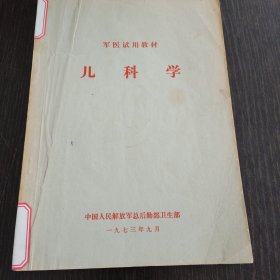 军医试用教材
儿科学
中国人民解放军总后勤部卫生部
一九七三年九月